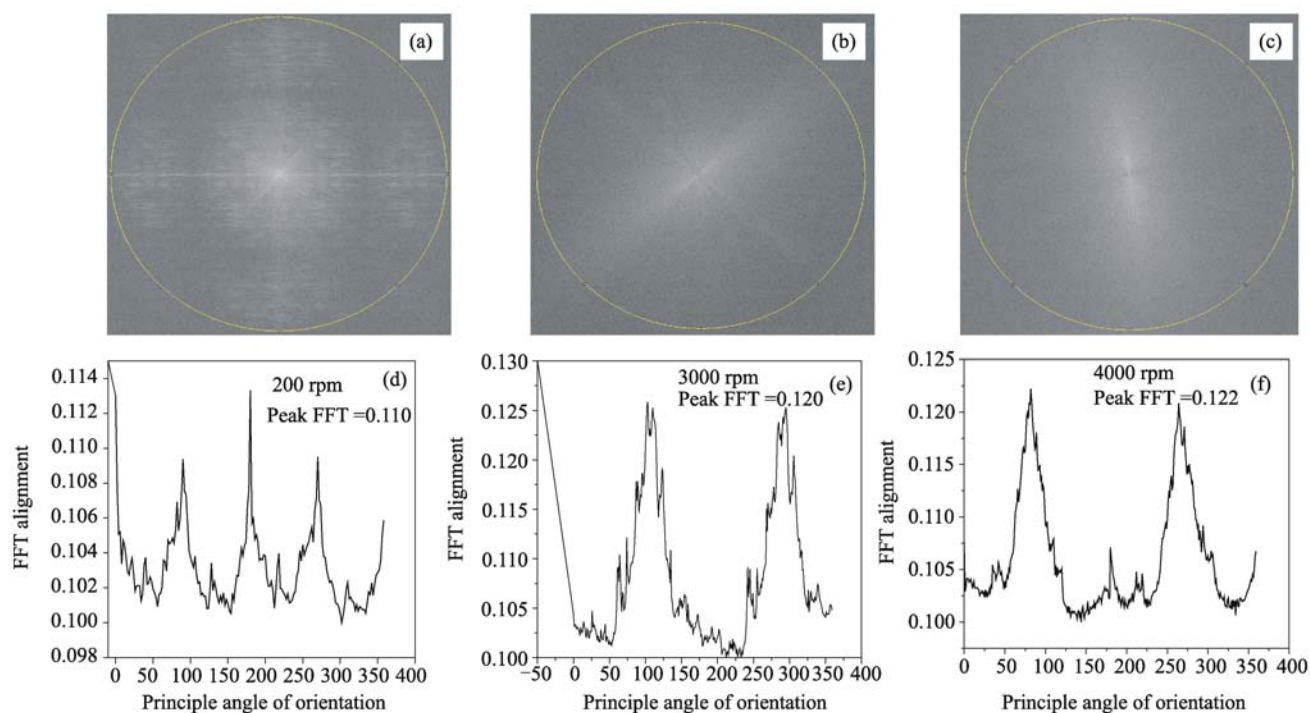 (a)
(b)
(c)
0.114
0.112
0.110
0.108
0.106
0.104
0.102
0.100
0.098
FFT alignment
200 rpm
(d)
Peak FFT =0.110
0 50 100 150 200 250 300 350 400
Principle angle of orientation
0.130
0.125
0.120
0.115
0.110
0.105
0.100
FFT alignment
3000 rpm
(e)
Peak FFT =0.120
−50 0 50 100 150 200 250 300 350 400
Principle angle of orientation
0.125
0.120
0.115
0.110
0.105
0.100
FFT alignment
4000 rpm
(f)
Peak FFT =0.122
0 50 100 150 200 250 300 350 400
Principle angle of orientation